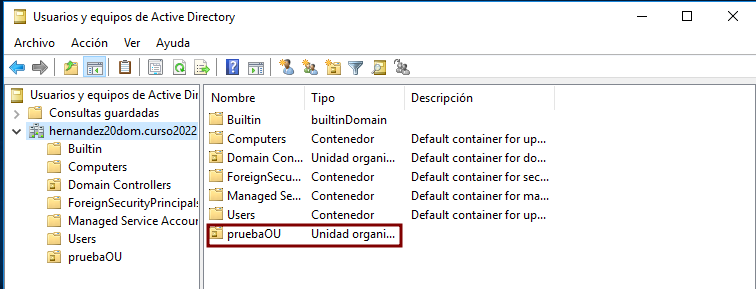 Usuarios y equipos de Active Directory
Archivo Acción Ver Ayuda
Usuarios y equipos de Active Direc
Consultas guardadas
hernandez20dom.curso2022
Builtin
Computers
Domain Controllers
ForeignSecurityPrincipals
Managed Service Accour
Users
pruebaOU
Nombre Tipo Descripción
Builtin builtinDomain
Computers Contenedor Default container for up...
Domain Con... Unidad organi... Default container for do...
ForeignSecu... Contenedor Default container for sec...
Managed Se... Contenedor Default container for ma...
Users Contenedor Default container for up...
pruebaOU Unidad organi...